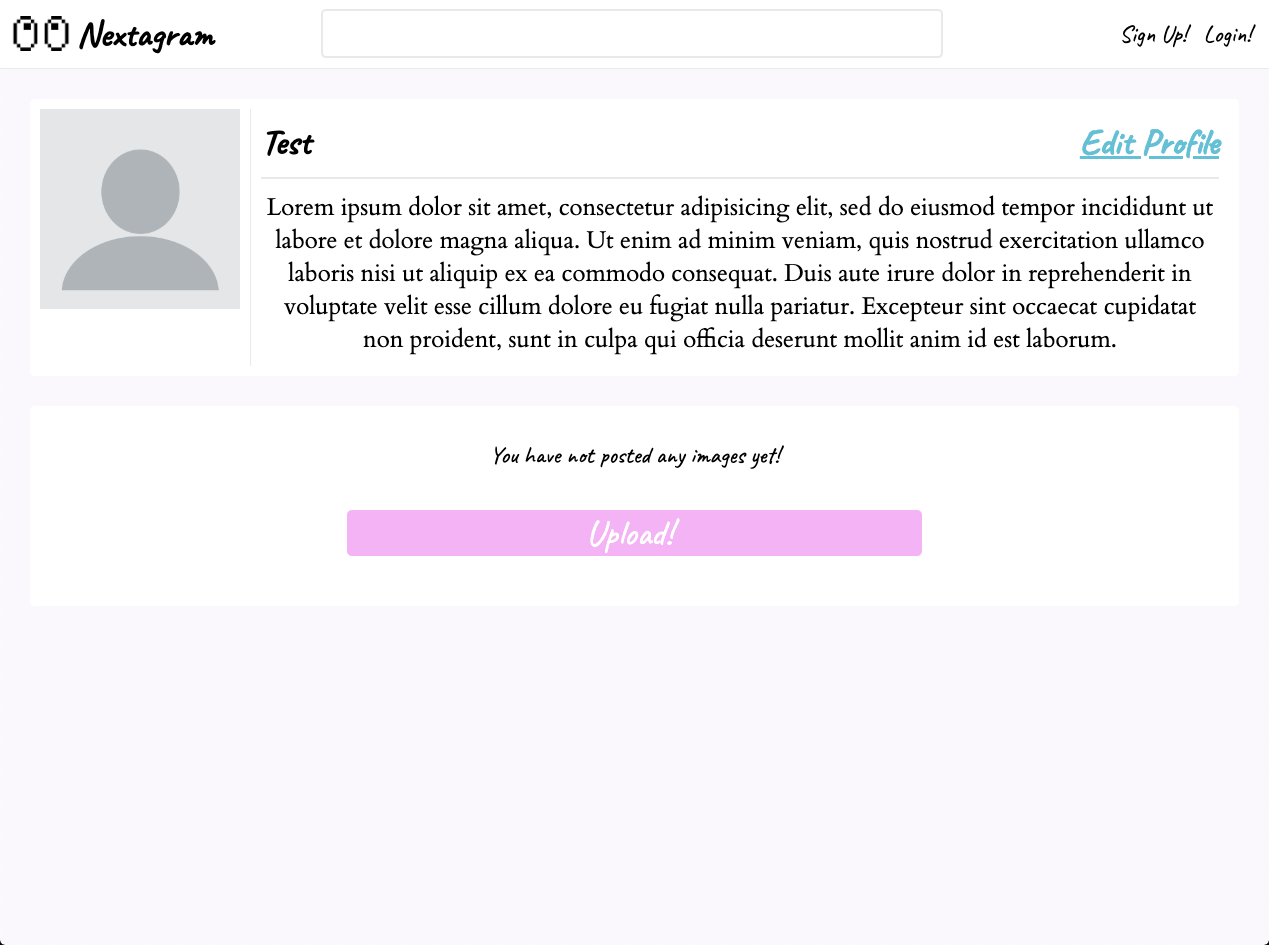 Nextagram
Sign Up! Login!
Test
Edit Profile
Lorem ipsum dolor sit amet, consectetur adipisicing elit, sed do eiusmod tempor incididunt ut
labore et dolore magna aliqua. Ut enim ad minim veniam, quis nostrud exercitation ullamco
laboris nisi ut aliquip ex ea commodo consequat. Duis aute irure dolor in reprehenderit in
voluptate velit esse cillum dolore eu fugiat nulla pariatur. Excepteur sint occaecat cupidatat
non proident, sunt in culpa qui officia deserunt mollit anim id est laborum.
You have not posted any images yet!
Upload!